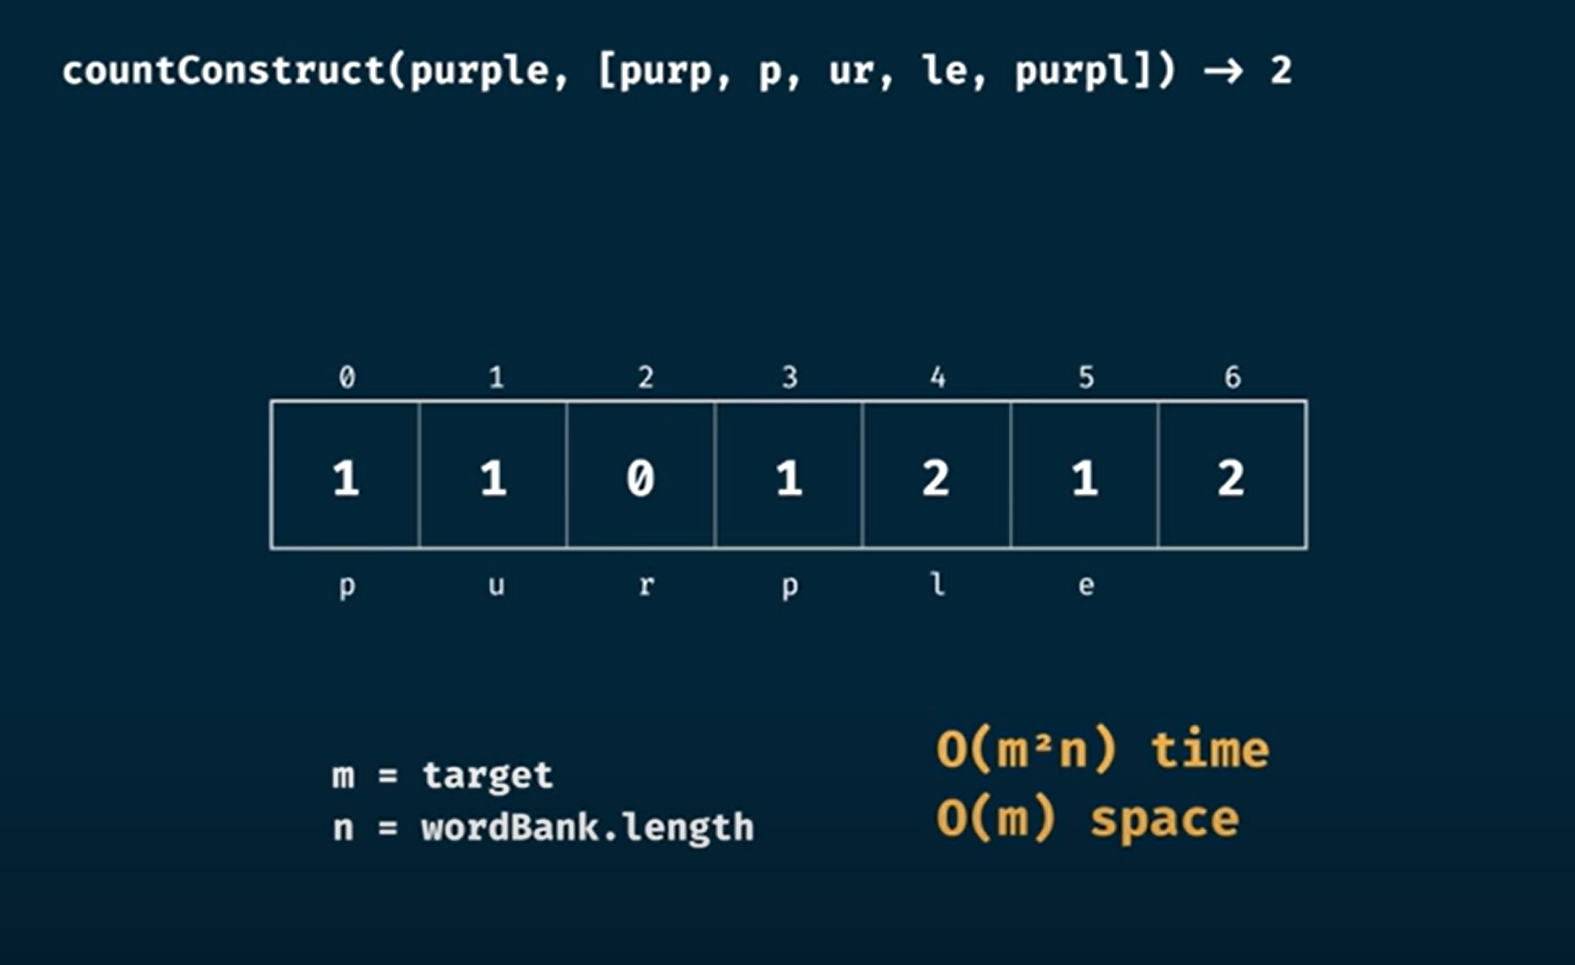 countConstruct(purple, [purp, p, ur, le, purpl]) → 2
0 1 2 3 4 5 6
1 1 0 1 2 1 2
p u r p l e
m = target
n = wordBank.length
O(m²n) time
O(m) space